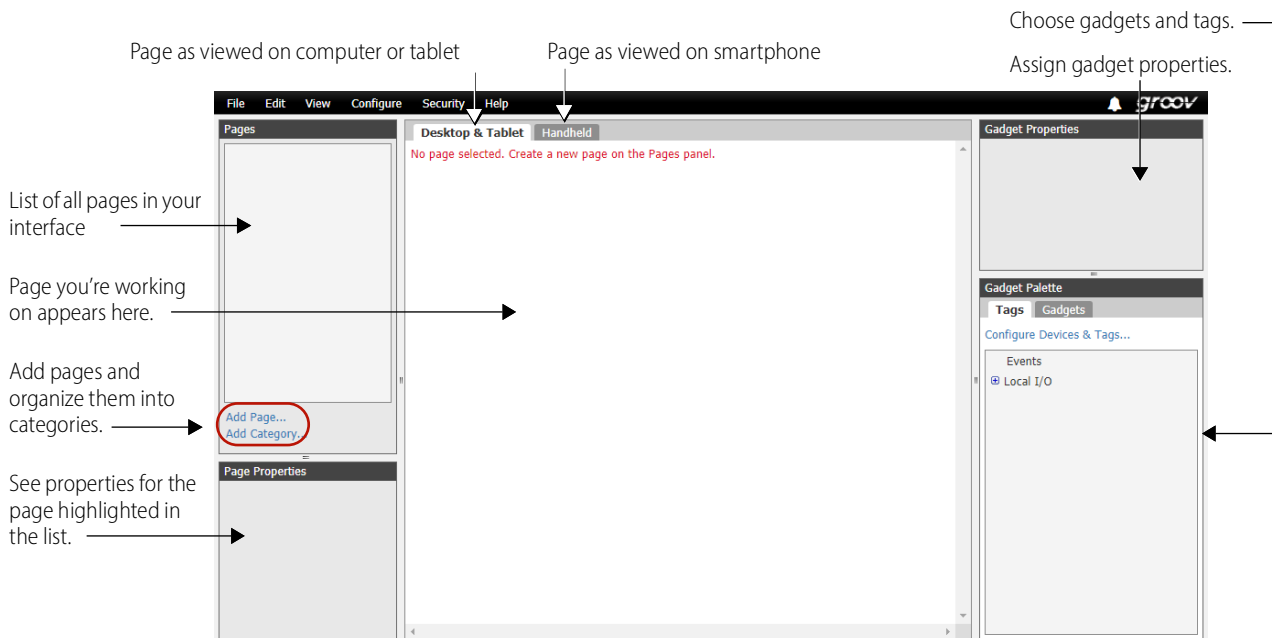 Choose gadgets and tags.
Page as viewed on computer or tablet
Page as viewed on smartphone
Assign gadget properties.
File Edit View Configure Security Help
groov
Pages
Desktop & Tablet Handheld
Gadget Properties
No page selected. Create a new page on the Pages panel.
List of all pages in your
interface
Page you're working
on appears here.
Gadget Palette
Tags Gadgets
Configure Devices & Tags...
Events
Local I/O
Add pages and
organize them into
categories.
Add Page...
Add Category...
Page Properties
See properties for the
page highlighted in
the list.